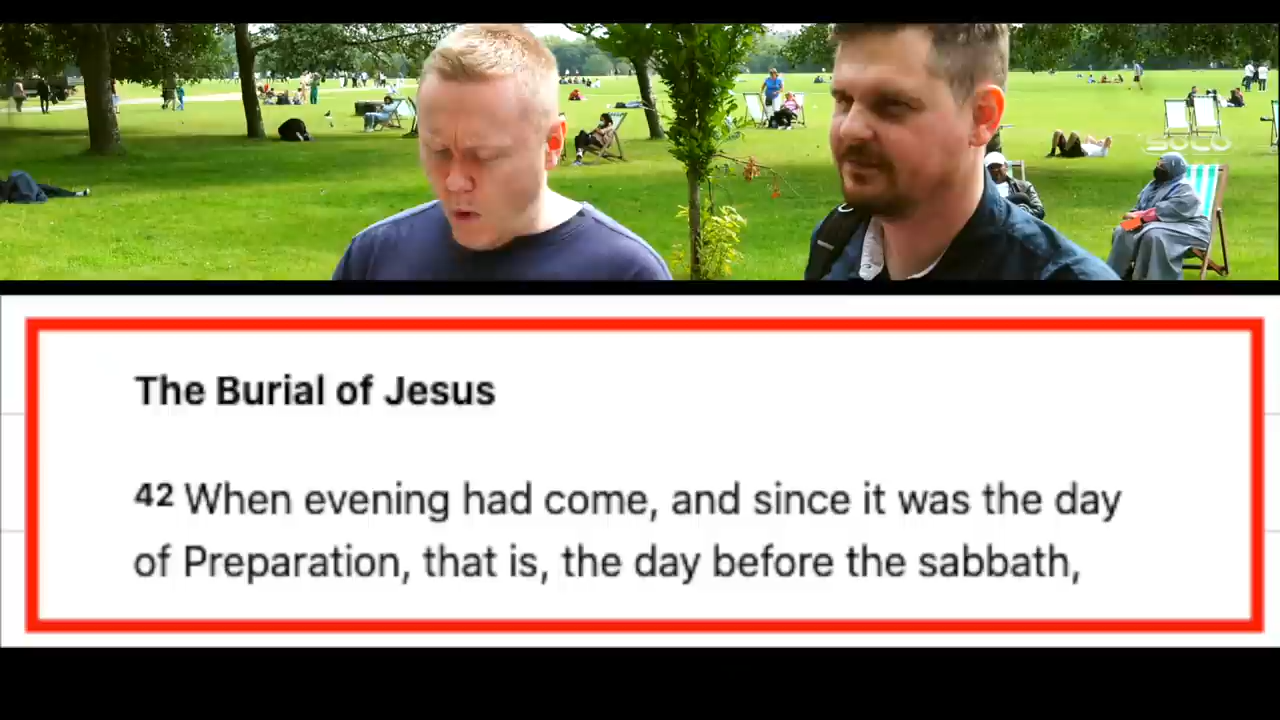 SOCO
The Burial of Jesus
42 When evening had come, and since it was the day
of Preparation, that is, the day before the sabbath,